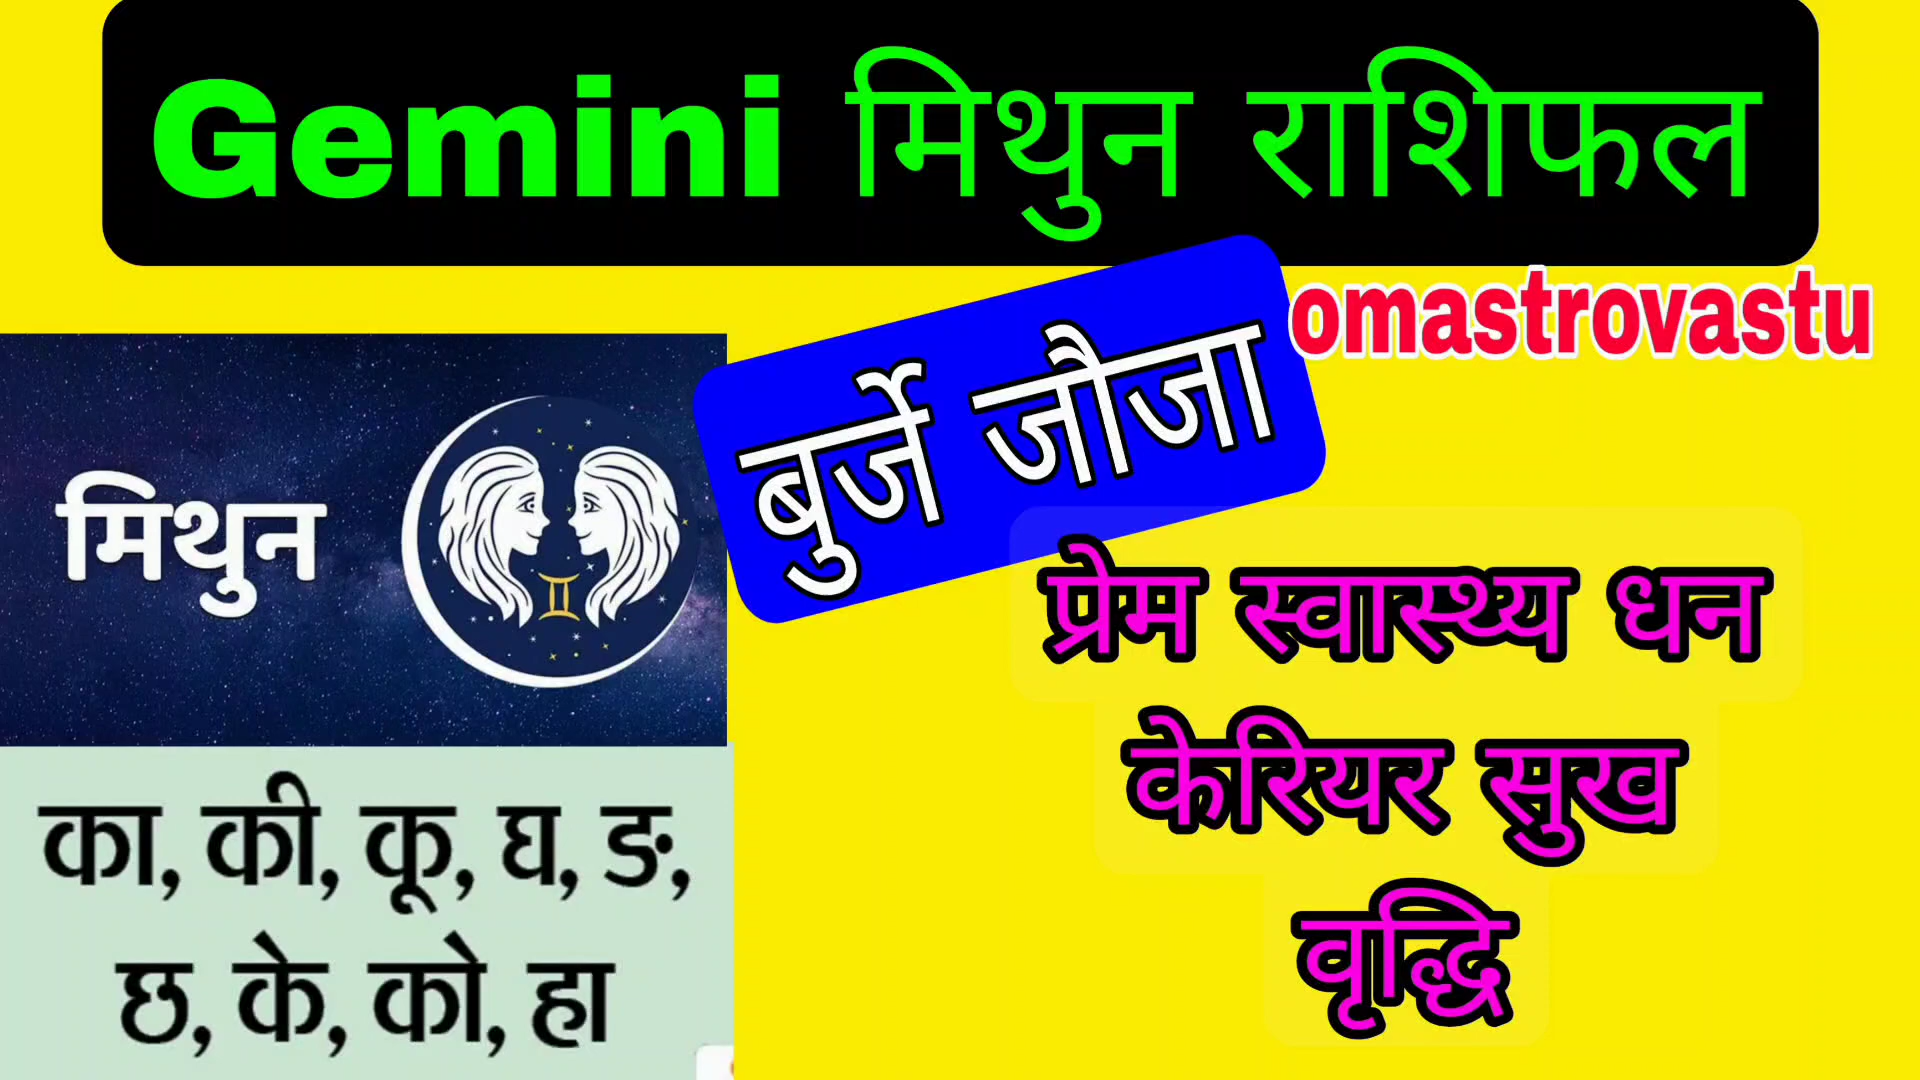 Gemini मिथुन राशिफल
omastrovastu
बुर्जे जौजा
मिथुन
प्रेम स्वास्थ्य धन
केरियर सुख
वृद्धि
का, की, कू, घ, ङ,
छ, के, को, हा